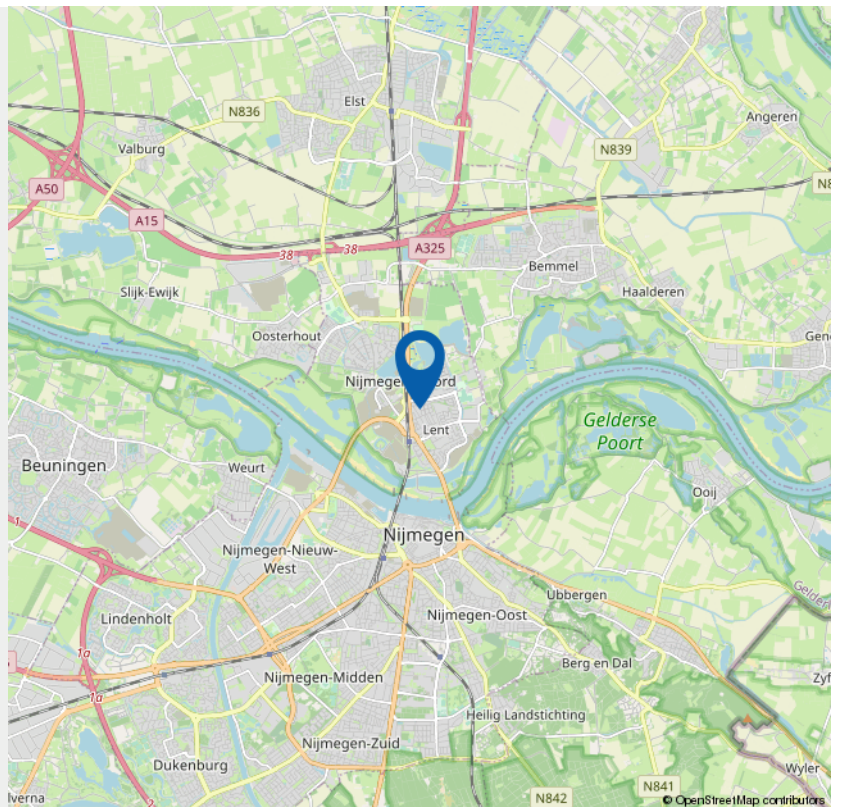 Elst
N836
Angeren
Valburg
N839
A50
A15
38
38
A325
Bemmel
Slijk-Ewijk
Haalderen
Oosterhout
Gelderse
Poort
Lent
Beuningen
Weurt
Ooij
1
Nijmegen
Nijmegen-Nieuw-
West
Ubbergen
Lindenholt
Nijmegen-Oost
1a
Berg en Dal
Nijmegen-Midden
1a
Heilig Landstichting
Nijmegen-Zuid
Dukenburg
Wyler
N842
N841
© OpenStreetMap contributors